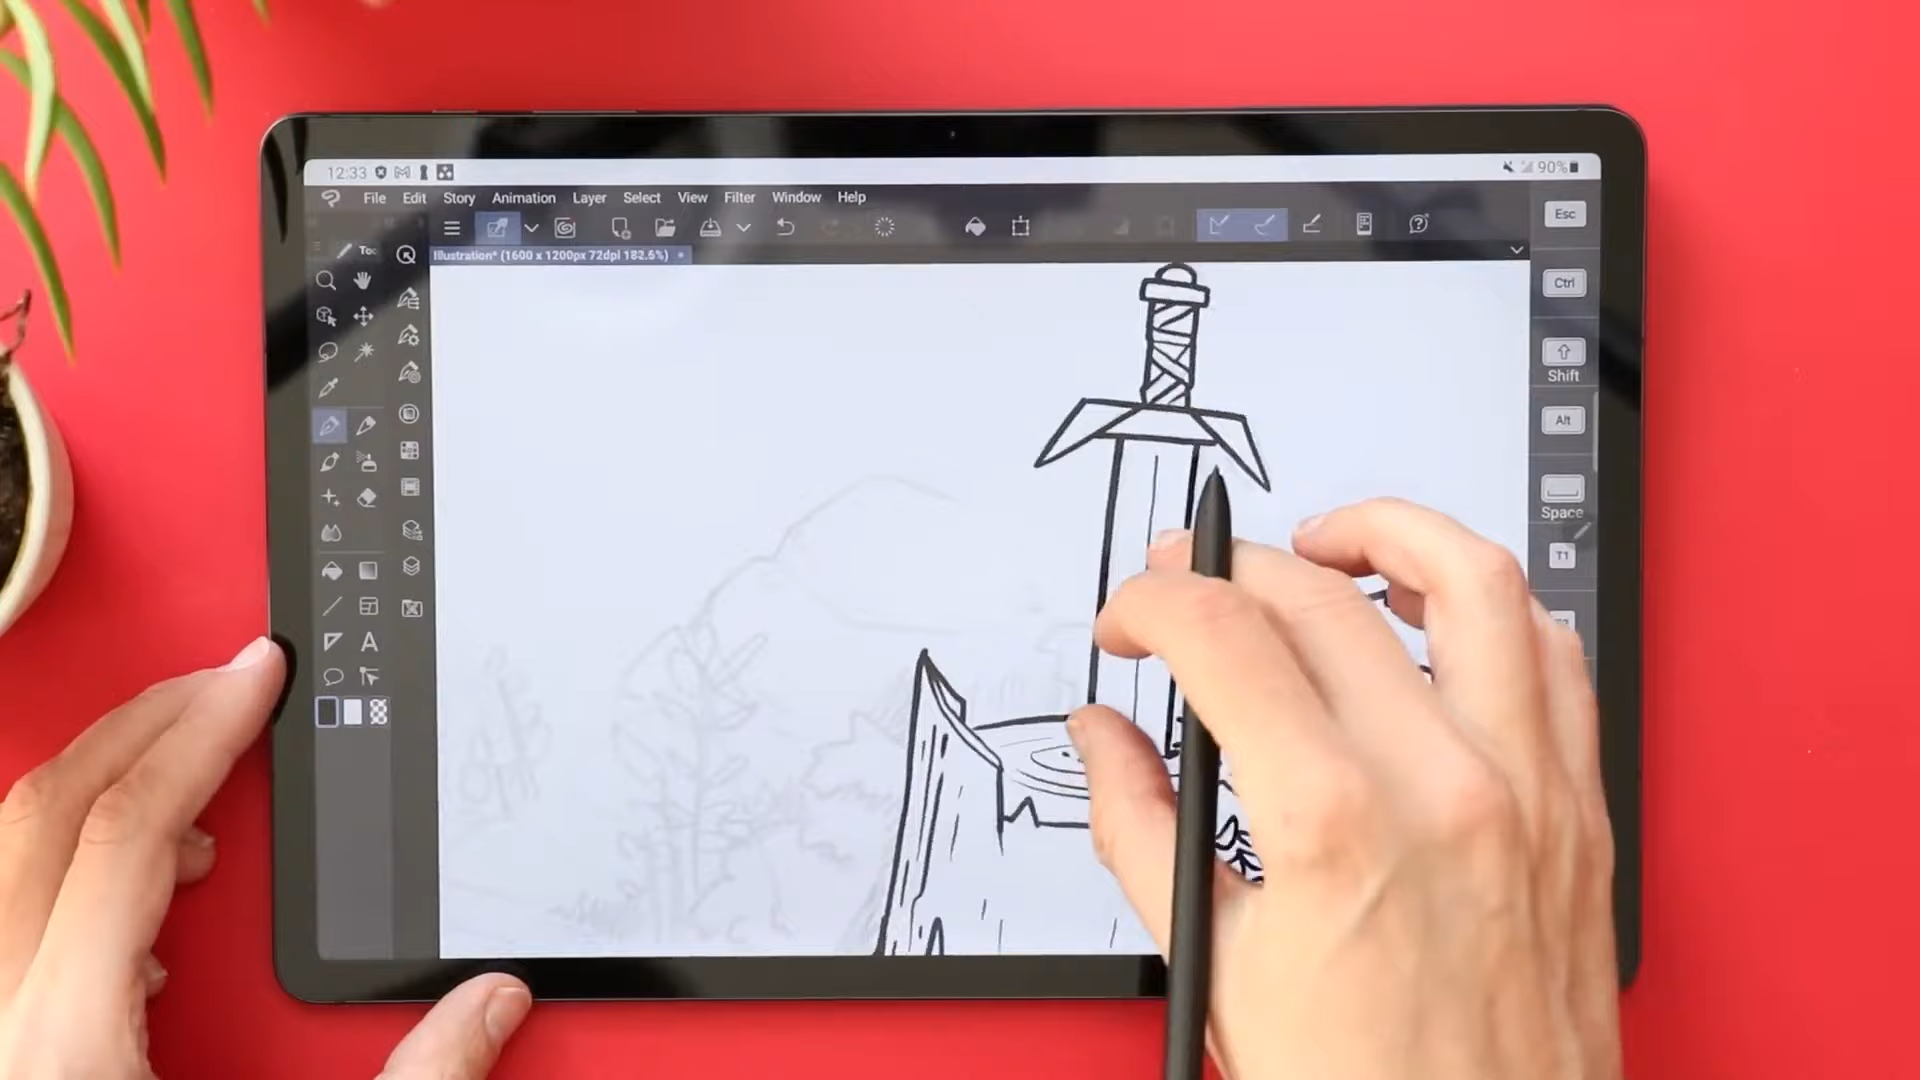 12:33 90%
File Edit Story Animation Layer Select View Filter Window Help
Esc
Illustration* (1600 x 1200px 72dpi 182.5%)
Ctrl
Shift
Alt
Space
T1
A